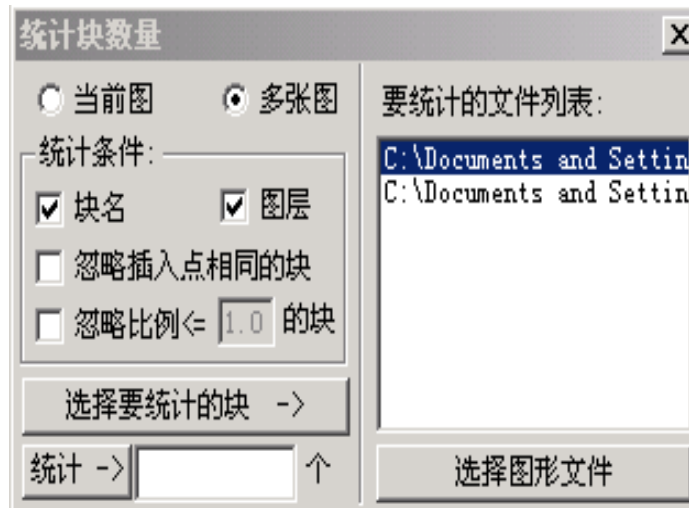 统计块数量
当前图 多张图
统计条件:
块名 图层
忽略插入点相同的块
忽略比例<= 1.0 的块
选择要统计的块 ->
统计 -> 个
要统计的文件列表:
C:\Documents and Settin
C:\Documents and Settin
选择图形文件